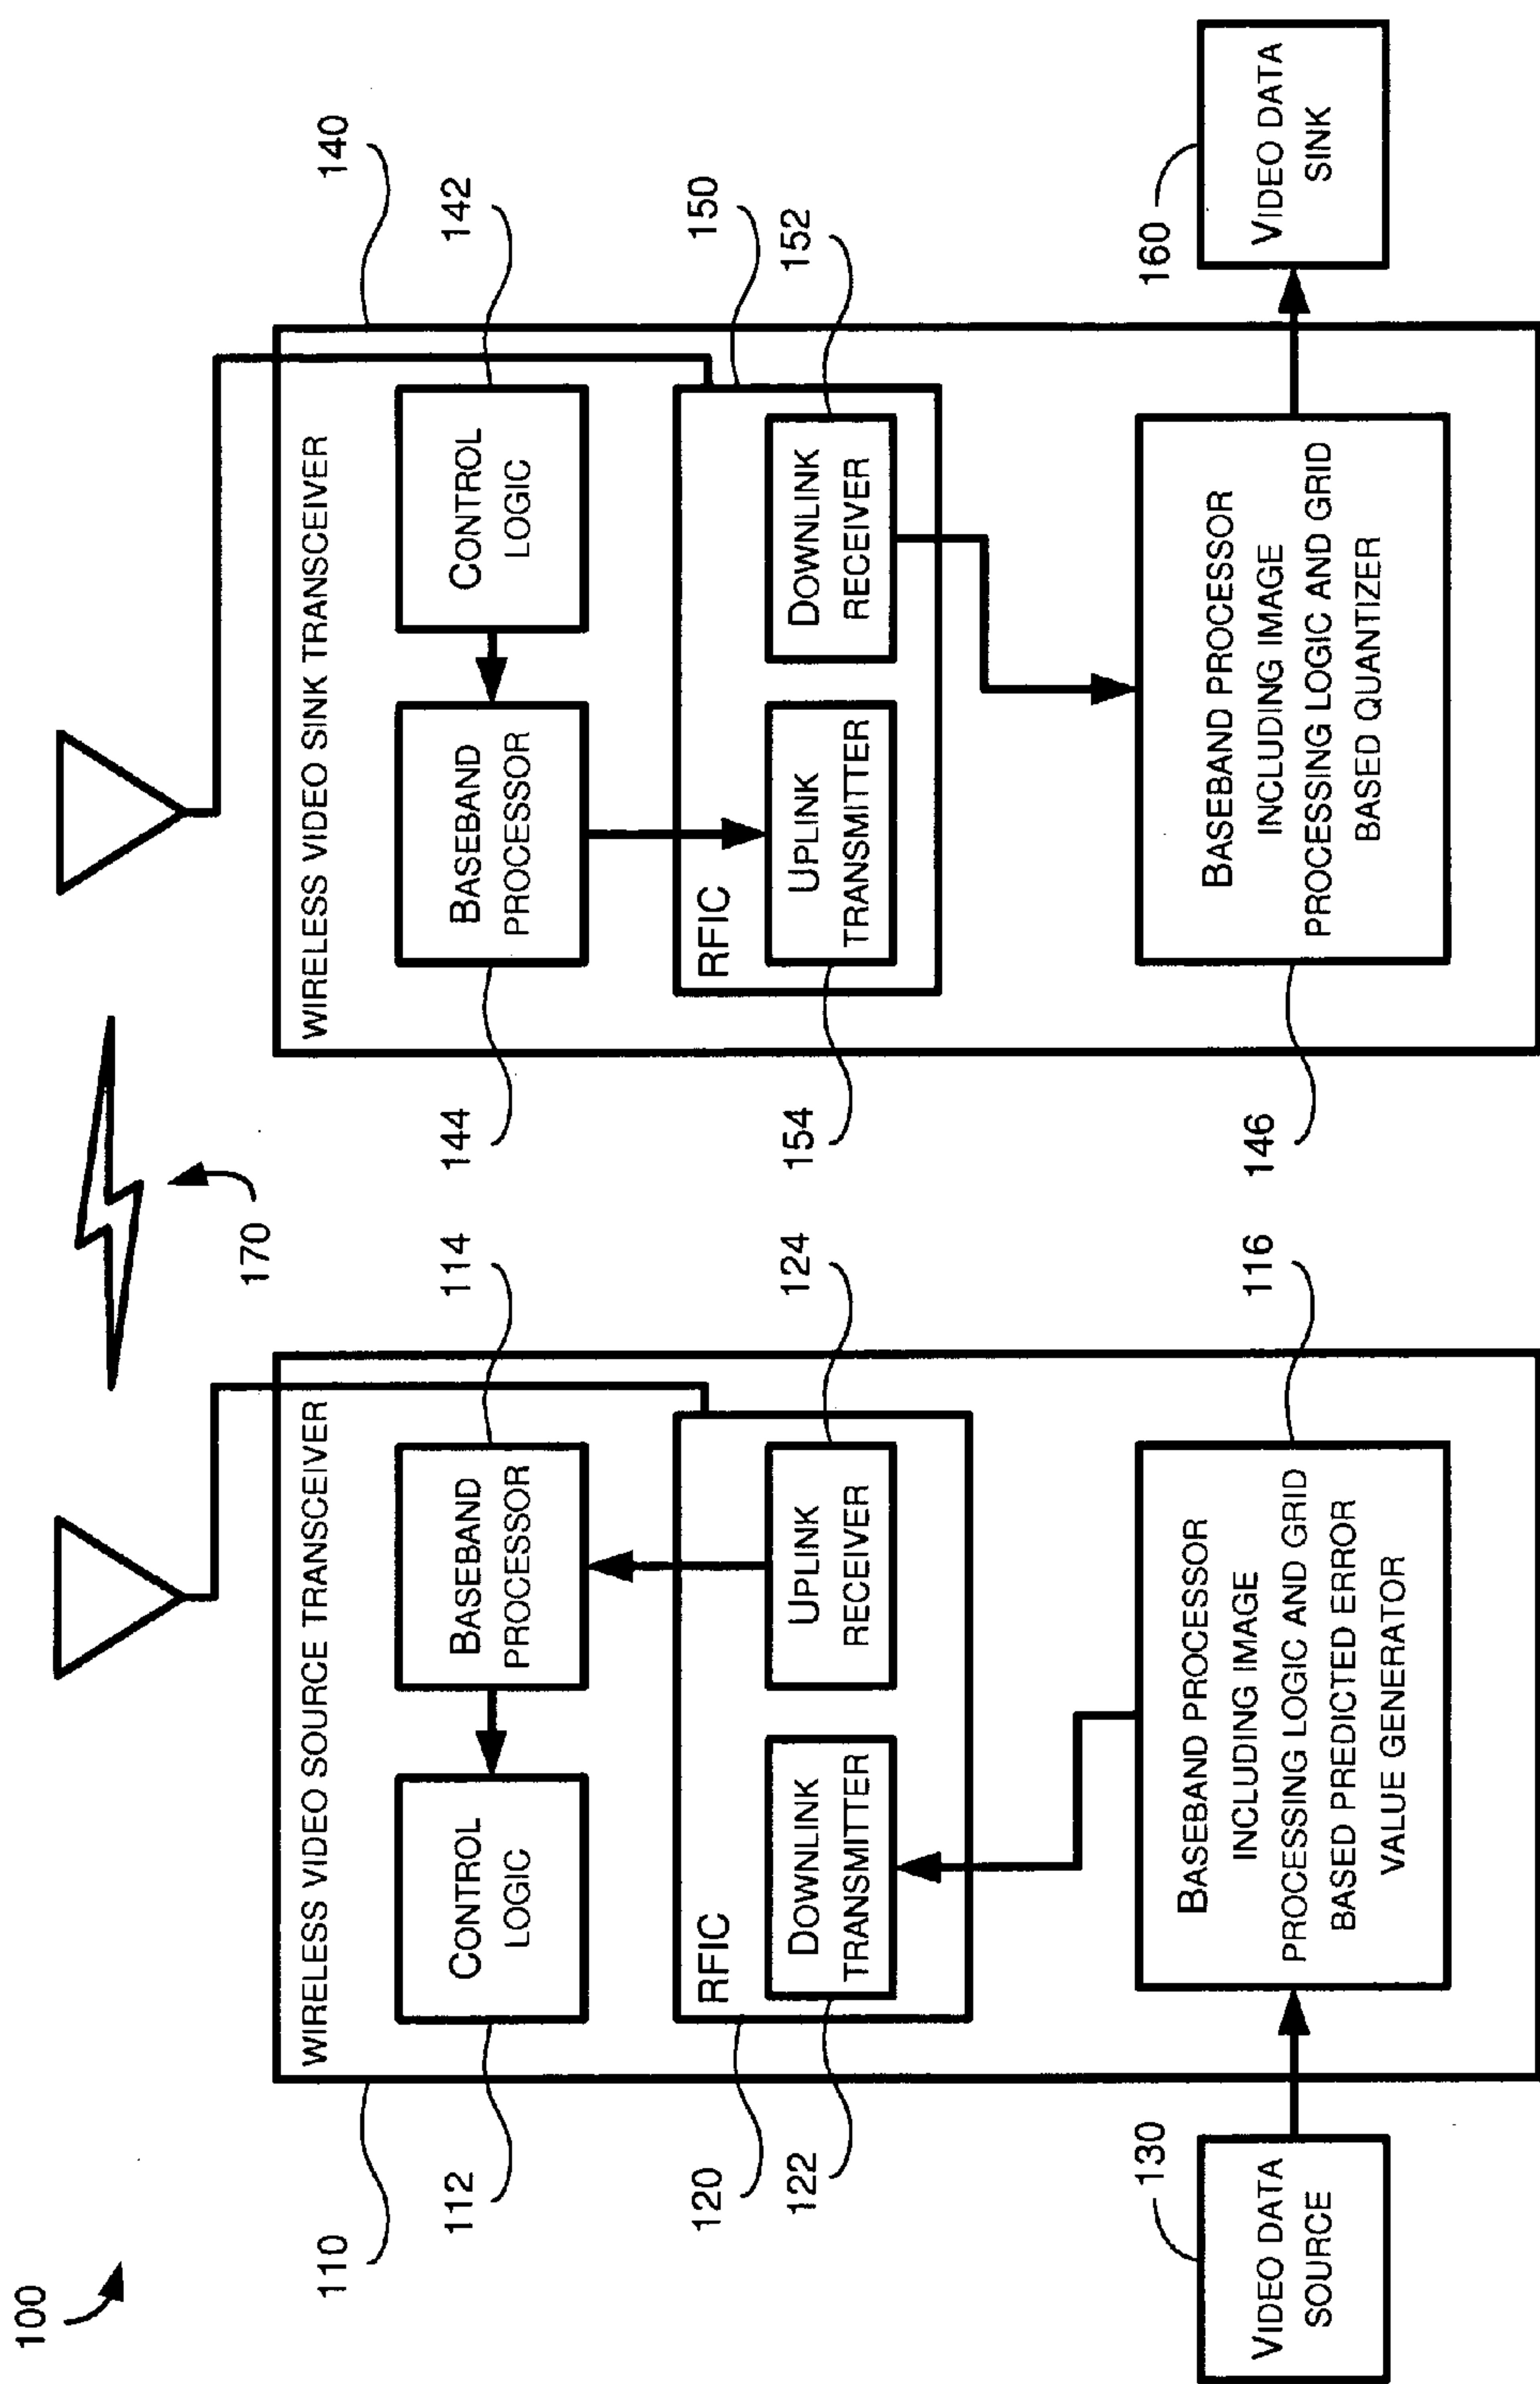 100
110
WIRELESS VIDEO SOURCE TRANSCEIVER
112
CONTROL
LOGIC
BASEBAND
PROCESSOR
114
120
RFIC
122
DOWNLINK
TRANSMITTER
UPLINK
RECEIVER
124
130
VIDEO DATA
SOURCE
BASEBAND PROCESSOR
INCLUDING IMAGE
PROCESSING LOGIC AND GRID
BASED PREDICTED ERROR
VALUE GENERATOR
116
170
140
WIRELESS VIDEO SINK TRANSCEIVER
144
BASEBAND
PROCESSOR
CONTROL
LOGIC
142
150
RFIC
154
UPLINK
TRANSMITTER
DOWNLINK
RECEIVER
152
146
BASEBAND PROCESSOR
INCLUDING IMAGE
PROCESSING LOGIC AND GRID
BASED QUANTIZER
160
VIDEO DATA
SINK